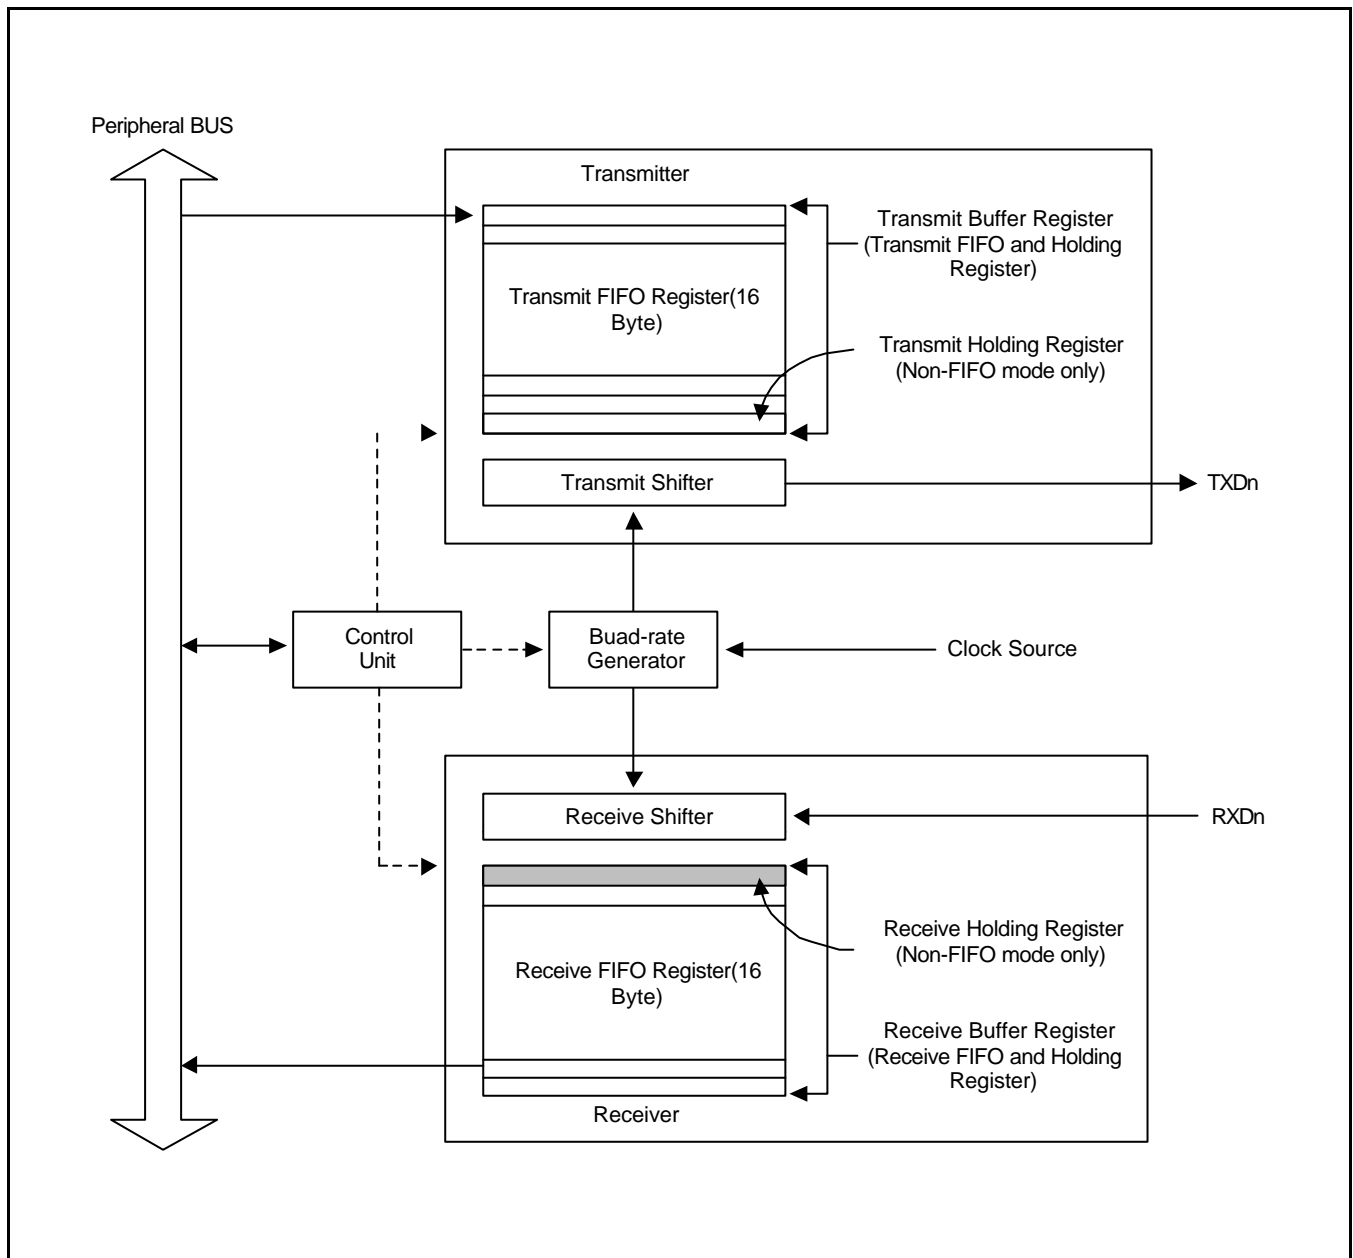 Peripheral BUS
Transmitter
Transmit Buffer Register
(Transmit FIFO and Holding
Register)
Transmit FIFO Register(16
Byte)
Transmit Holding Register
(Non-FIFO mode only)
Transmit Shifter
TXDn
Control
Unit
Buad-rate
Generator
Clock Source
Receive Shifter
RXDn
Receive Holding Register
(Non-FIFO mode only)
Receive FIFO Register(16
Byte)
Receive Buffer Register
(Receive FIFO and Holding
Register)
Receiver